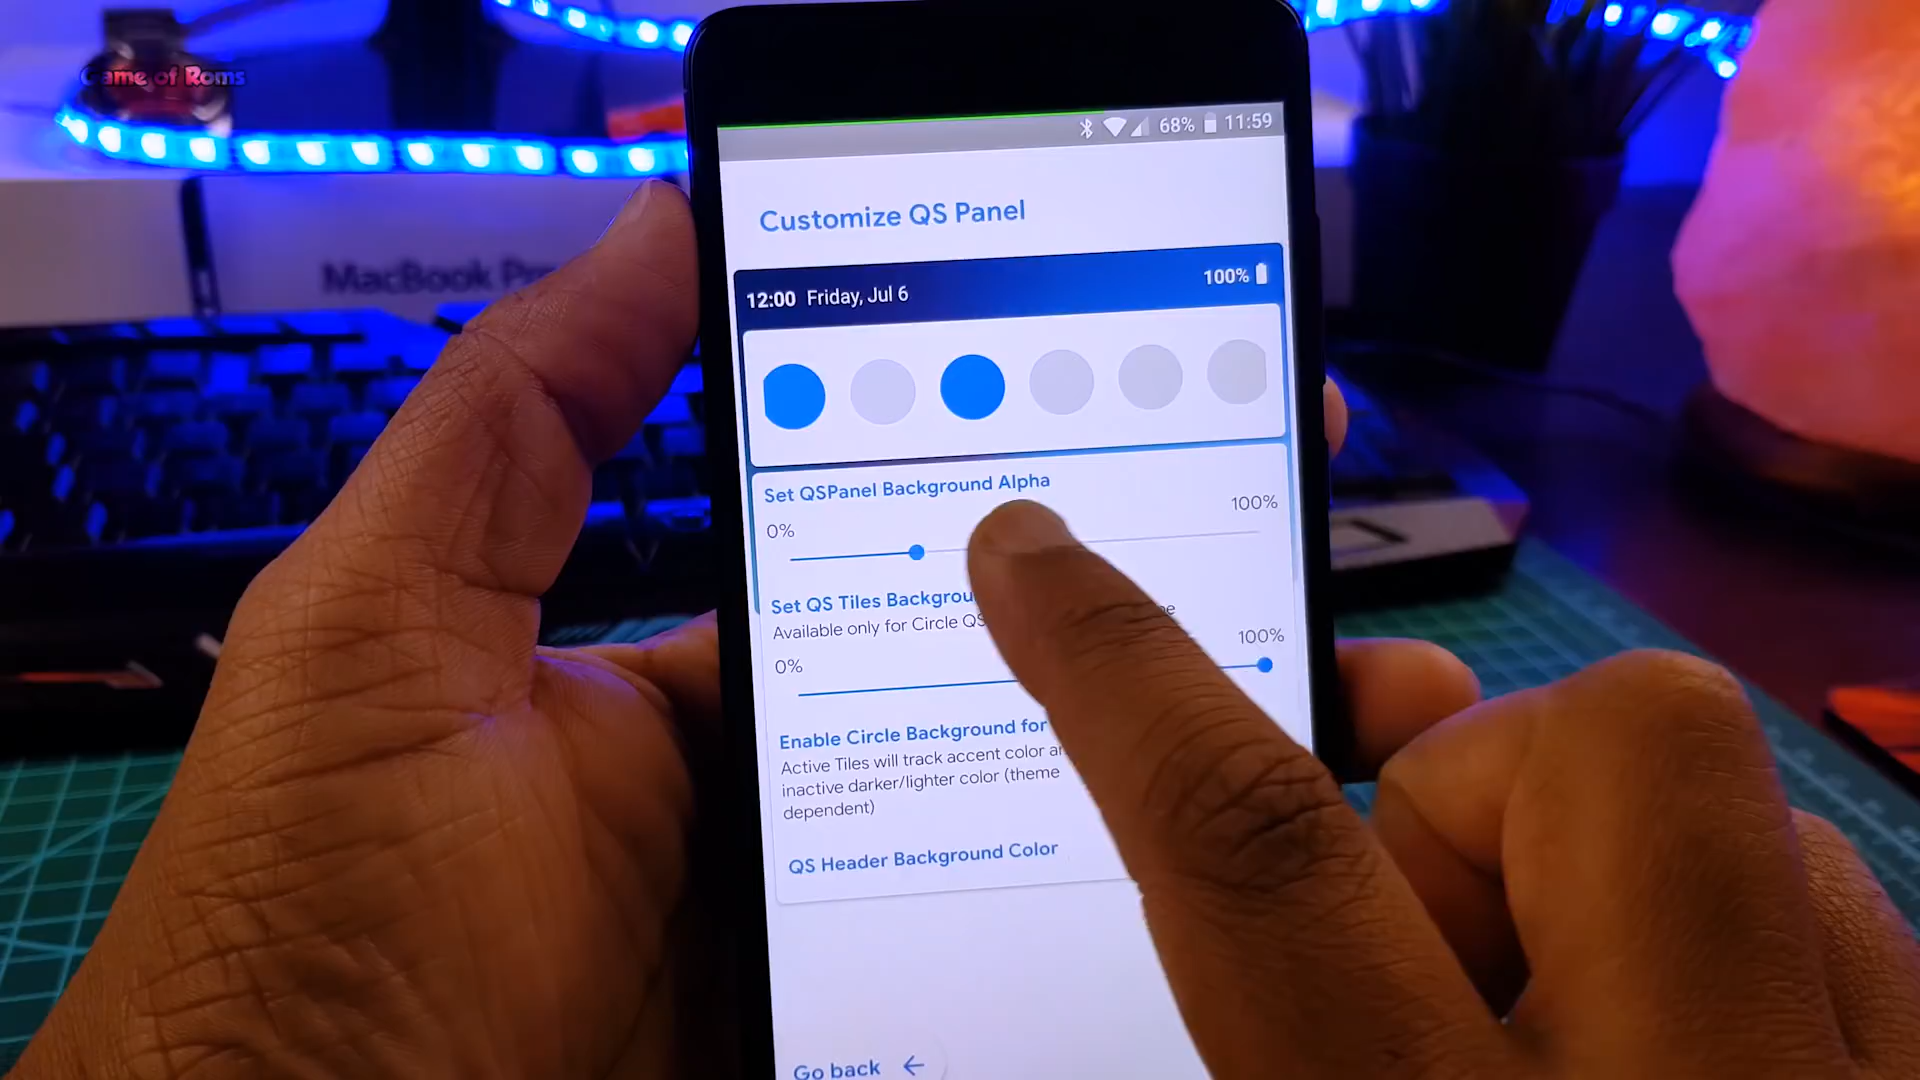 Game of Roms
68% 11:59
MacBook Pr
Customize QS Panel
12:00 Friday, Jul 6
100%
Set QSPanel Background Alpha
0%
100%
Set QS Tiles Backgrou
Available only for Circle QS
0%
100%
Enable Circle Background for
Active Tiles will track accent color
inactive darker/lighter color (theme
dependent)
QS Header Background Color
Go back